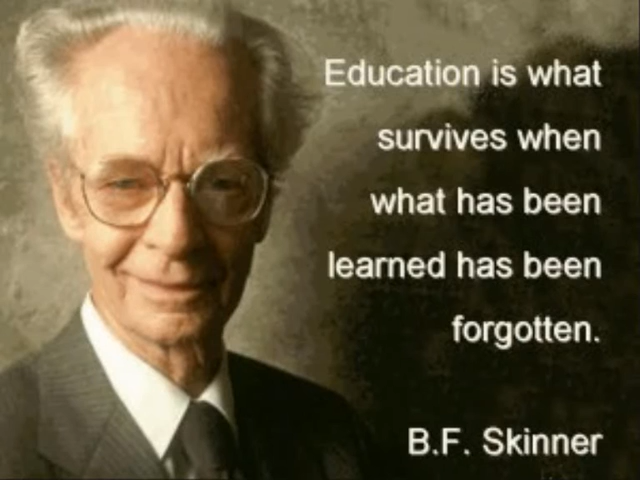 Education is what
survives when
what has been
learned has been
forgotten.
B.F. Skinner